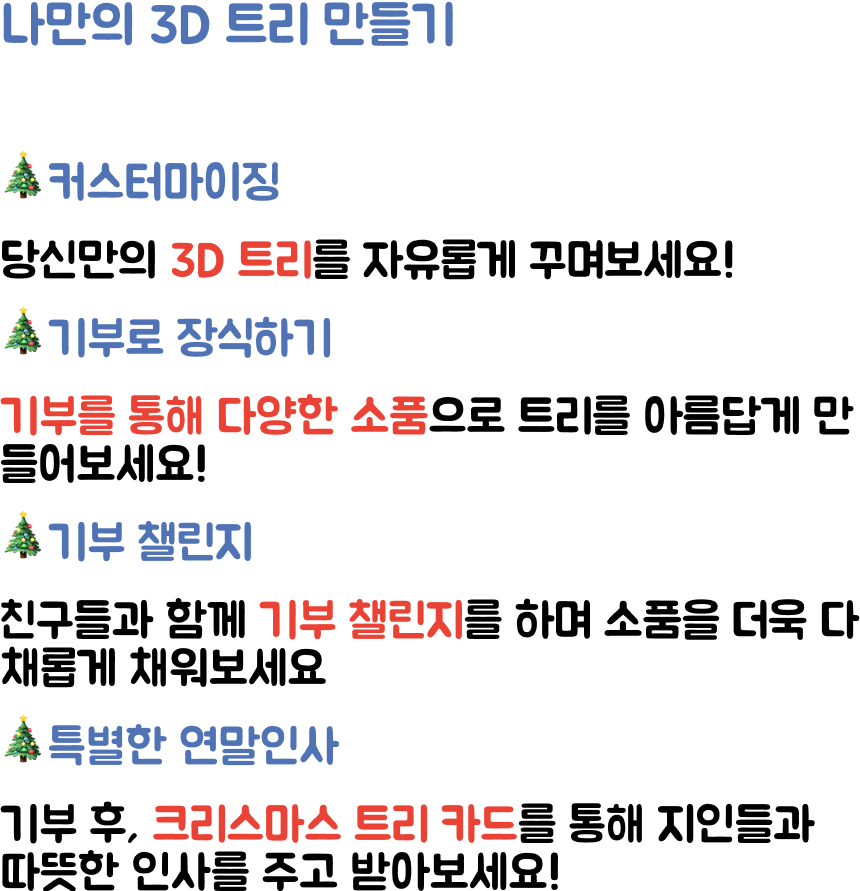 나만의 3D 트리 만들기
🎄커스터마이징
당신만의 3D 트리를 자유롭게 꾸며보세요!
🎄기부로 장식하기
기부를 통해 다양한 소품으로 트리를 아름답게 만
들어보세요!
🎄기부 챌린지
친구들과 함께 기부 챌린지를 하며 소품을 더욱 다
채롭게 채워보세요
🎄특별한 연말인사
기부 후, 크리스마스 트리 카드를 통해 지인들과
따뜻한 인사를 주고 받아보세요!